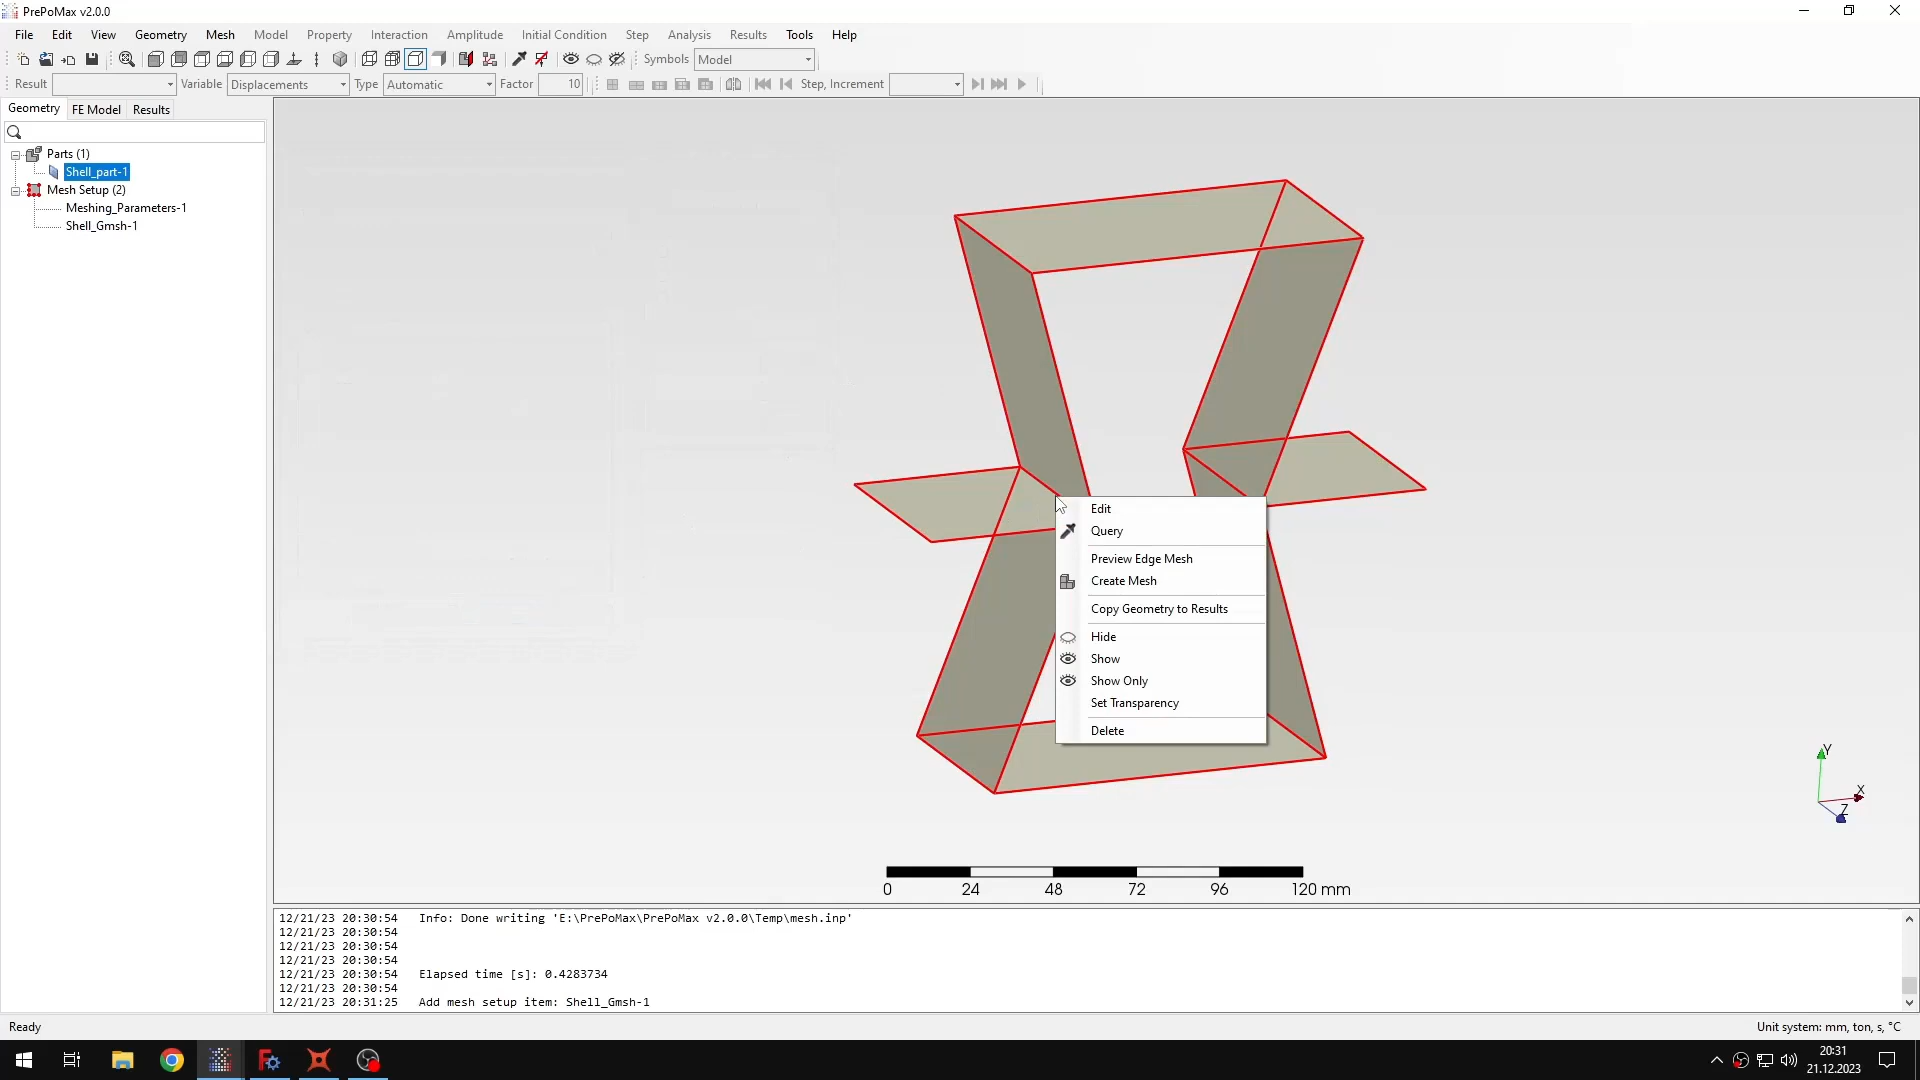 PrePoMax v2.0.0
File Edit View Geometry Mesh Model Property Interaction Amplitude Initial Condition Step Analysis Results Tools Help
Symbols Model
Result Variable Displacements Type Automatic Factor 10 Step, Increment
Geometry FE Model Results
Parts (1)
Shell_part-1
Mesh Setup (2)
Meshing_Parameters-1
Shell_Gmsh-1
Edit
Query
Preview Edge Mesh
Create Mesh
Copy Geometry to Results
Hide
Show
Show Only
Set Transparency
Delete
Y
X
Z
0 24 48 72 96 120 mm
12/21/23 20:30:54 Info: Done writing 'E:\PrePoMax\PrePoMax v2.0.0\Temp\mesh.inp'
12/21/23 20:30:54
12/21/23 20:30:54
12/21/23 20:30:54
12/21/23 20:30:54 Elapsed time [s]: 0.4283734
12/21/23 20:30:54
12/21/23 20:31:25 Add mesh setup item: Shell_Gmsh-1
Ready
Unit system: mm, ton, s, °C
20:31
21.12.2023